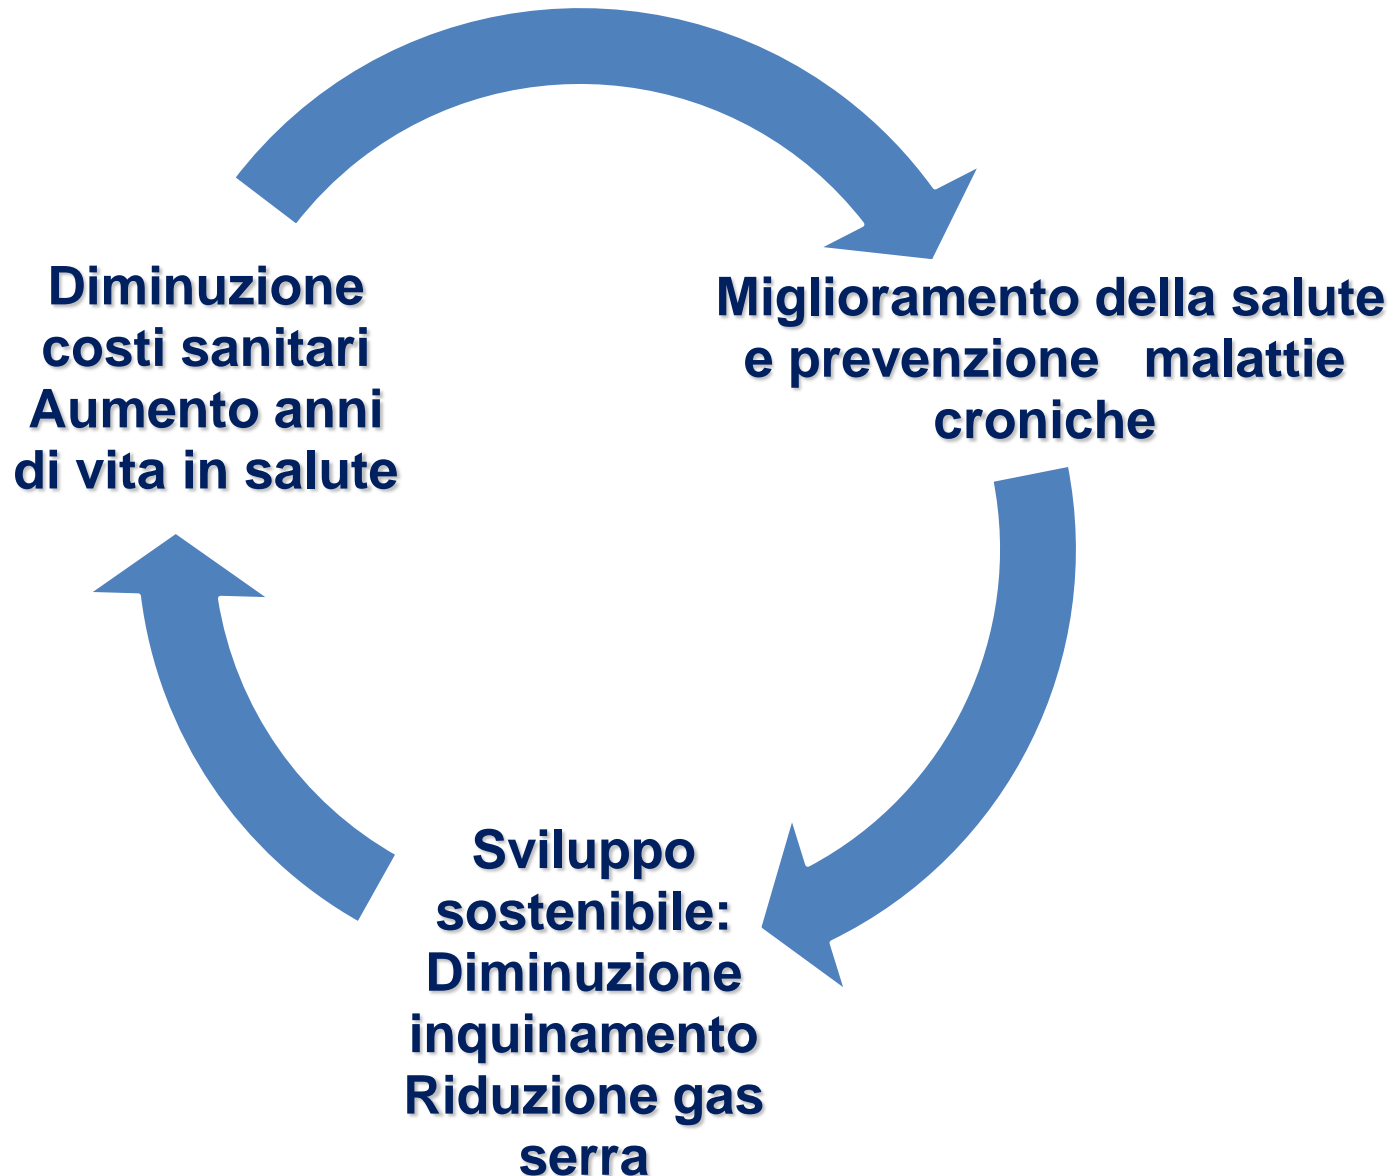 Diminuzione
costi sanitari
Aumento anni
di vita in salute
Miglioramento della salute
e prevenzione   malattie
croniche
Sviluppo
sostenibile:
Diminuzione
inquinamento
Riduzione gas
serra